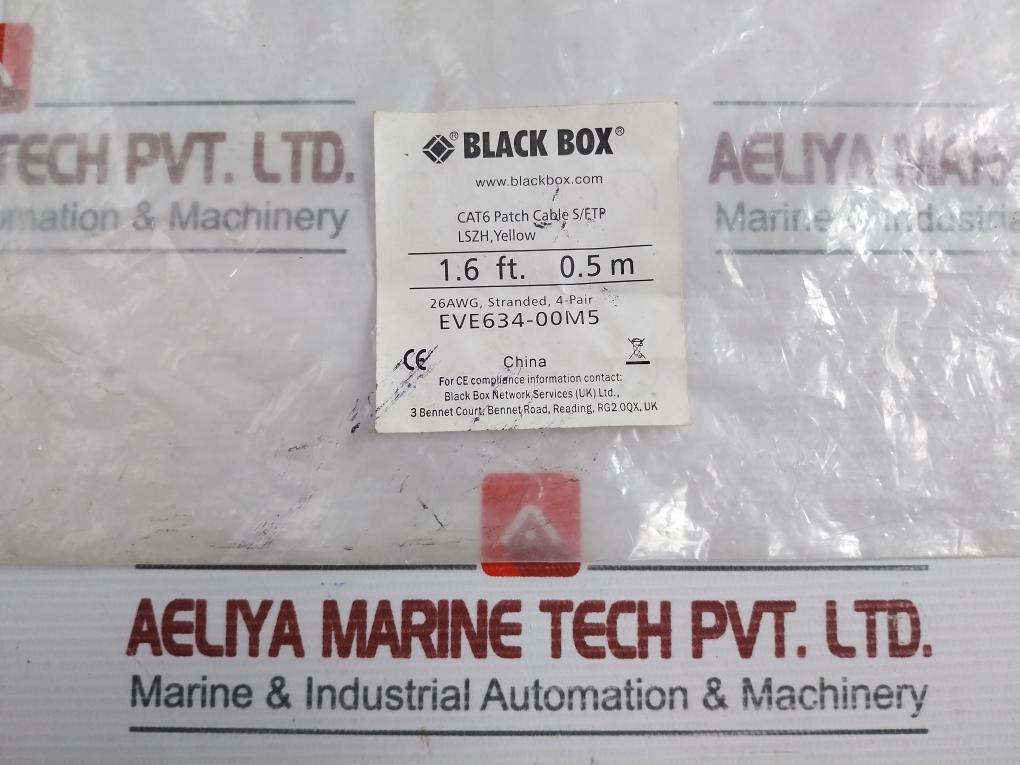 TECH PVT. LTD.
omation & Machinery
AELIYA MAR
Marine & Industria
® BLACK BOX®
www.blackbox.com
CAT6 Patch Cable S/FTP
LSZH,Yellow
1.6 ft. 0.5 m
26AWG, Stranded, 4-Pair
EVE634-00M5
CE
China
For CE compliance information contact:
Black Box Network Services (UK) Ltd.,
3 Bennet Court, Bennet Road, Reading, RG2 0QX, UK
AELIYA MARINE TECH PVT. LTD.
Marine & Industrial Automation & Machinery